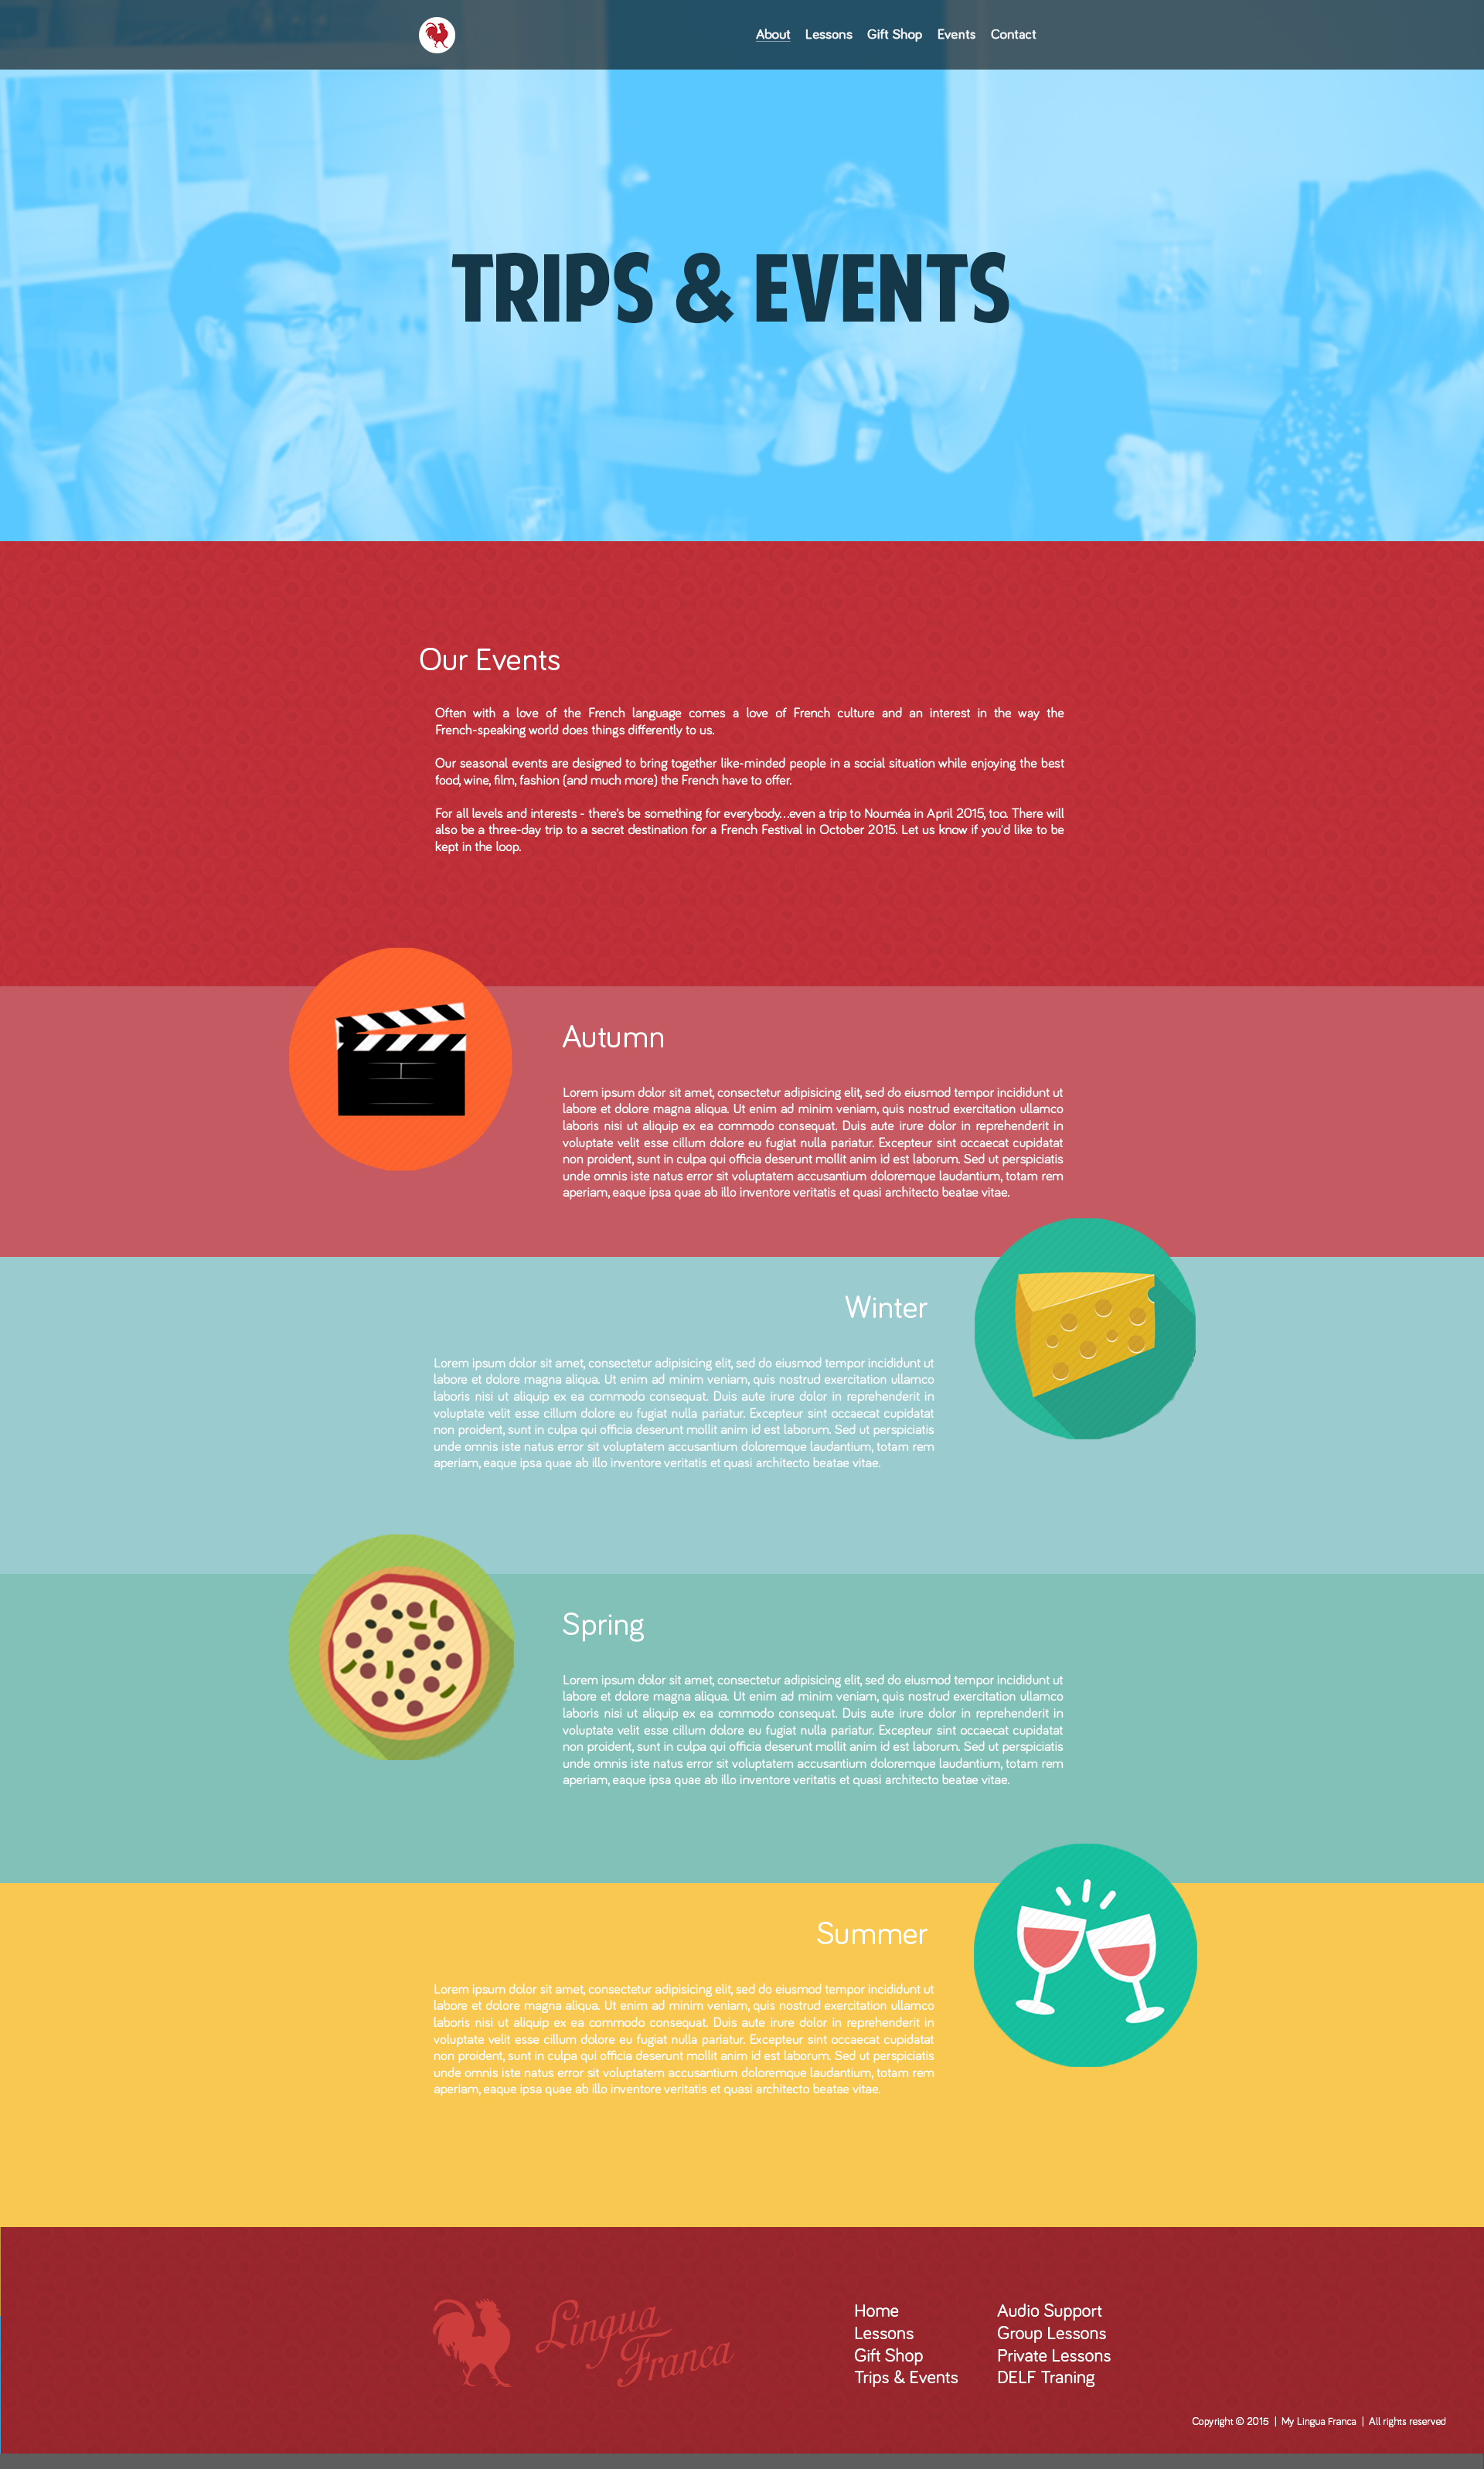 About Lessons Gift Shop Events Contact
TRIPS & EVENTS
Our Events
Often with a love of the French language comes a love of French culture and an interest in the way the
French-speaking world does things differently to us.
Our seasonal events are designed to bring together like-minded people in a social situation while enjoying the best
food, wine, film, fashion (and much more) the French have to offer.
For all levels and interests - there's be something for everybody...even a trip to Nouméa in April 2015, too. There will
also be a three-day trip to a secret destination for a French Festival in October 2015. Let us know if you'd like to be
kept in the loop.
Autumn
Lorem ipsum dolor sit amet, consectetur adipisicing elit, sed do eiusmod tempor incididunt ut
labore et dolore magna aliqua. Ut enim ad minim veniam, quis nostrud exercitation ullamco
laboris nisi ut aliquip ex ea commodo consequat. Duis aute irure dolor in reprehenderit in
voluptate velit esse cillum dolore eu fugiat nulla pariatur. Excepteur sint occaecat cupidatat
non proident, sunt in culpa qui officia deserunt mollit anim id est laborum. Sed ut perspiciatis
unde omnis iste natus error sit voluptatem accusantium doloremque laudantium, totam rem
aperiam, eaque ipsa quae ab illo inventore veritatis et quasi architecto beatae vitae.
Winter
Lorem ipsum dolor sit amet, consectetur adipisicing elit, sed do eiusmod tempor incididunt ut
labore et dolore magna aliqua. Ut enim ad minim veniam, quis nostrud exercitation ullamco
laboris nisi ut aliquip ex ea commodo consequat. Duis aute irure dolor in reprehenderit in
voluptate velit esse cillum dolore eu fugiat nulla pariatur. Excepteur sint occaecat cupidatat
non proident, sunt in culpa qui officia deserunt mollit anim id est laborum. Sed ut perspiciatis
unde omnis iste natus error sit voluptatem accusantium doloremque laudantium, totam rem
aperiam, eaque ipsa quae ab illo inventore veritatis et quasi architecto beatae vitae.
Spring
Lorem ipsum dolor sit amet, consectetur adipisicing elit, sed do eiusmod tempor incididunt ut
labore et dolore magna aliqua. Ut enim ad minim veniam, quis nostrud exercitation ullamco
laboris nisi ut aliquip ex ea commodo consequat. Duis aute irure dolor in reprehenderit in
voluptate velit esse cillum dolore eu fugiat nulla pariatur. Excepteur sint occaecat cupidatat
non proident, sunt in culpa qui officia deserunt mollit anim id est laborum. Sed ut perspiciatis
unde omnis iste natus error sit voluptatem accusantium doloremque laudantium, totam rem
aperiam, eaque ipsa quae ab illo inventore veritatis et quasi architecto beatae vitae.
Summer
Lorem ipsum dolor sit amet, consectetur adipisicing elit, sed do eiusmod tempor incididunt ut
labore et dolore magna aliqua. Ut enim ad minim veniam, quis nostrud exercitation ullamco
laboris nisi ut aliquip ex ea commodo consequat. Duis aute irure dolor in reprehenderit in
voluptate velit esse cillum dolore eu fugiat nulla pariatur. Excepteur sint occaecat cupidatat
non proident, sunt in culpa qui officia deserunt mollit anim id est laborum. Sed ut perspiciatis
unde omnis iste natus error sit voluptatem accusantium doloremque laudantium, totam rem
aperiam, eaque ipsa quae ab illo inventore veritatis et quasi architecto beatae vitae.
Lingua
Franca
Home
Lessons
Gift Shop
Trips & Events
Audio Support
Group Lessons
Private Lessons
DELF Traning
Copyright © 2015 | My Lingua Franca | All rights reserved